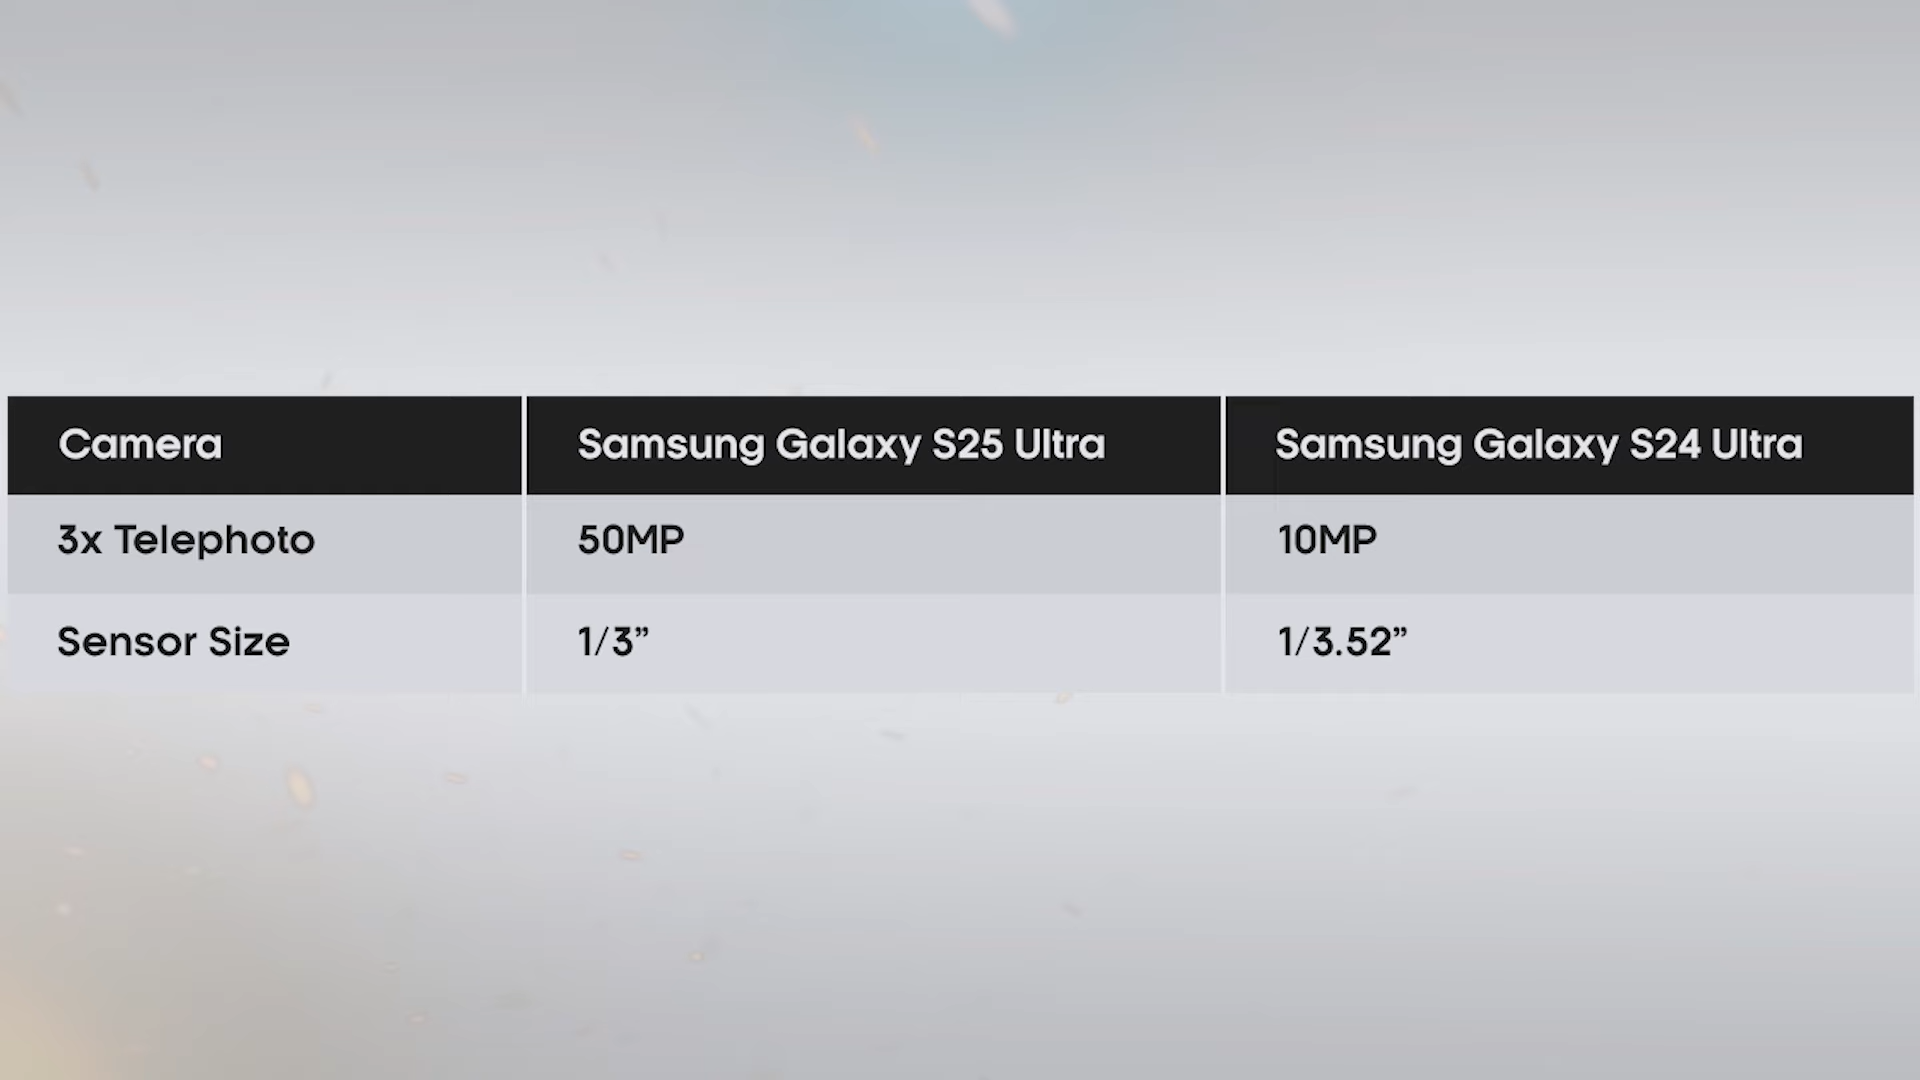 Camera Samsung Galaxy S25 Ultra Samsung Galaxy S24 Ultra
3x Telephoto 50MP 10MP
Sensor Size 1/3” 1/3.52”